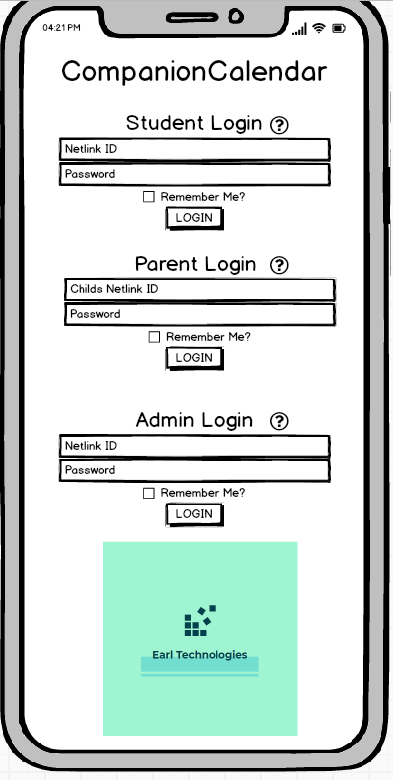 04:21 PM
CompanionCalendar
Student Login ?
Netlink ID
Password
Remember Me?
LOGIN
Parent Login ?
Childs Netlink ID
Password
Remember Me?
LOGIN
Admin Login ?
Netlink ID
Password
Remember Me?
LOGIN
Earl Technologies